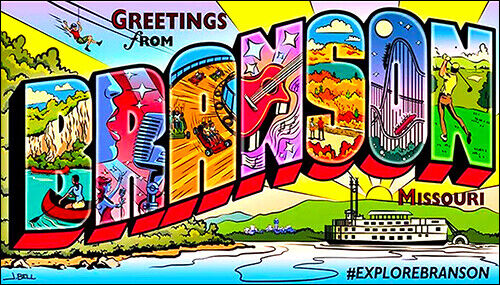 GREETINGS
FROM
BRANSON
MISSOURI
J. BELL
#EXPLOREBRANSON